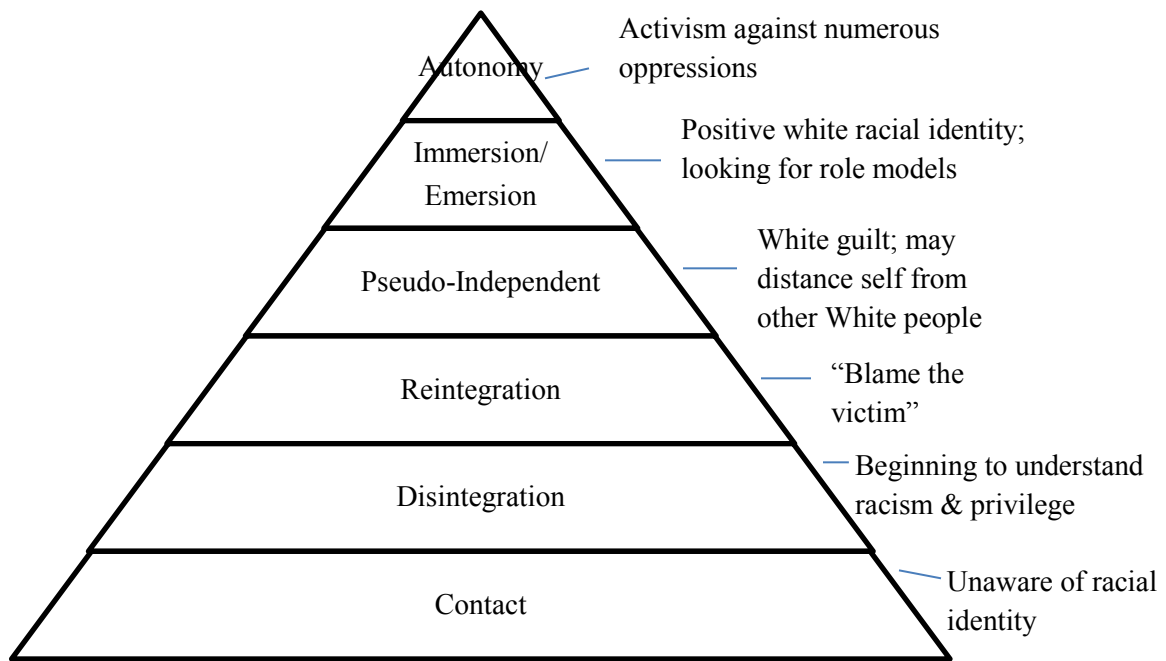 Autonomy
Activism against numerous
oppressions
Immersion/
Emersion
Positive white racial identity;
looking for role models
Pseudo-Independent
White guilt; may
distance self from
other White people
Reintegration
“Blame the
victim”
Disintegration
Beginning to understand
racism & privilege
Contact
Unaware of racial
identity